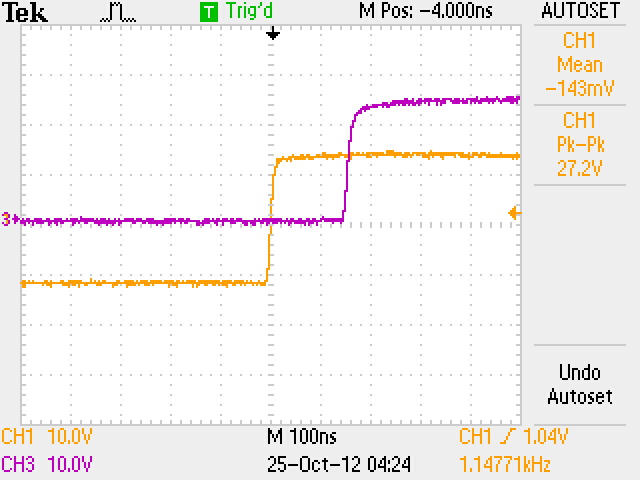 Tek T Trig'd M Pos: -4.000ns AUTOSET
CH1
Mean
-143mV
CH1
Pk-Pk
27.2V
3
Undo
Autoset
CH1 10.0V M 100ns CH1 1.04V
CH3 10.0V 25-Oct-12 04:24 1.14771kHz